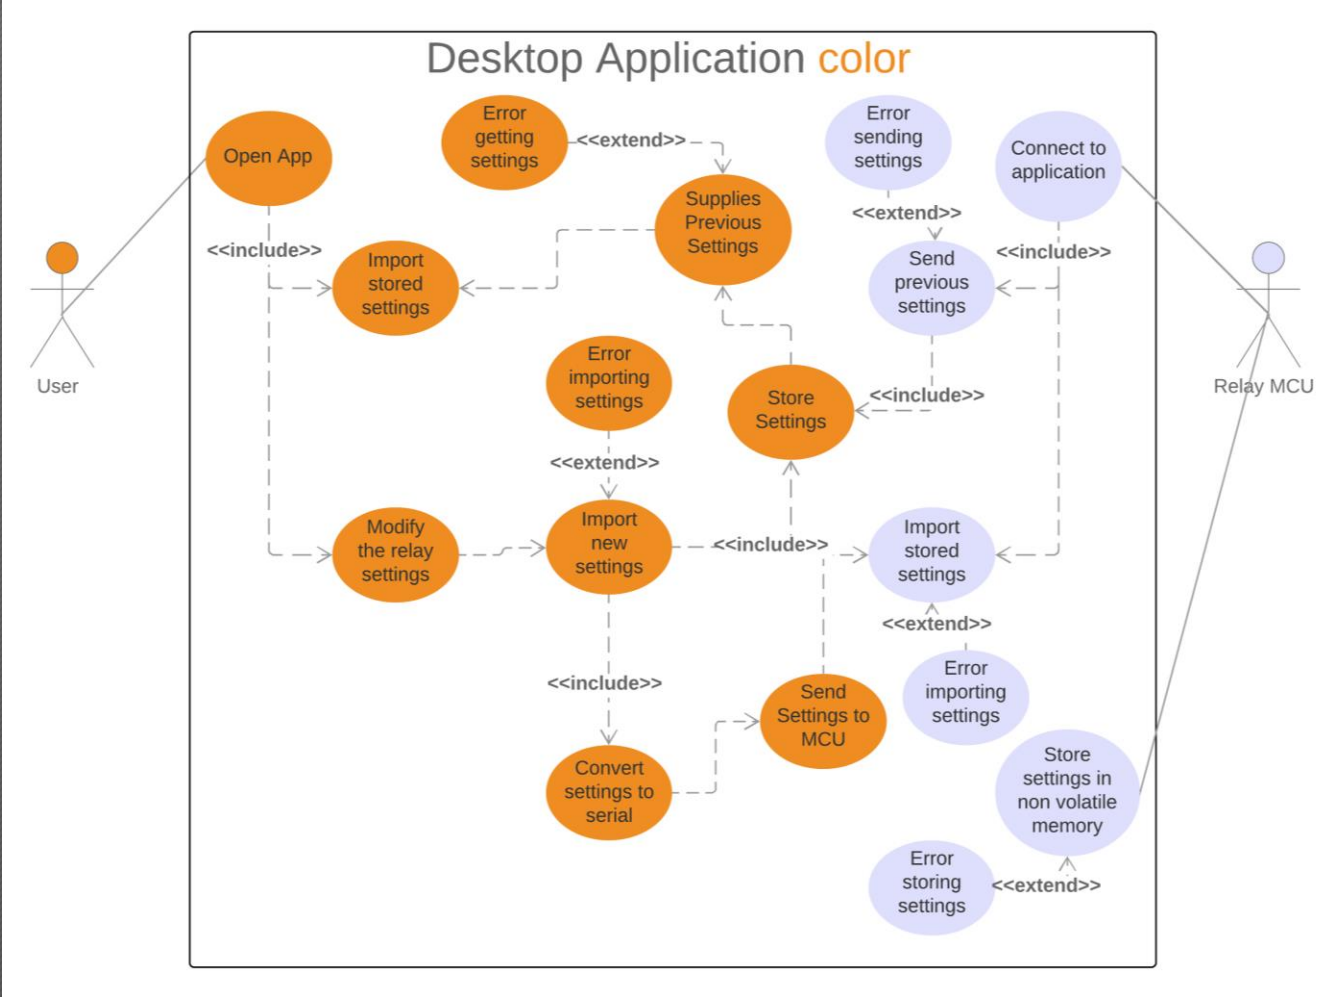 Desktop Application color
Error
getting
settings
Error
sending
settings
Open App
Connect to
application
<<extend>>
Supplies
Previous
Settings
<<extend>>
<<include>>
Import
stored
settings
Send
previous
settings
<<include>>
User
Relay MCU
Error
importing
settings
Store
Settings
<<include>>
<<extend>>
Modify
the relay
settings
Import
new
settings
<<include>>
Import
stored
settings
<<extend>>
<<include>>
Send
Settings to
MCU
Error
importing
settings
Convert
settings to
serial
Store
settings in
non volatile
memory
Error
storing
settings
<<extend>>